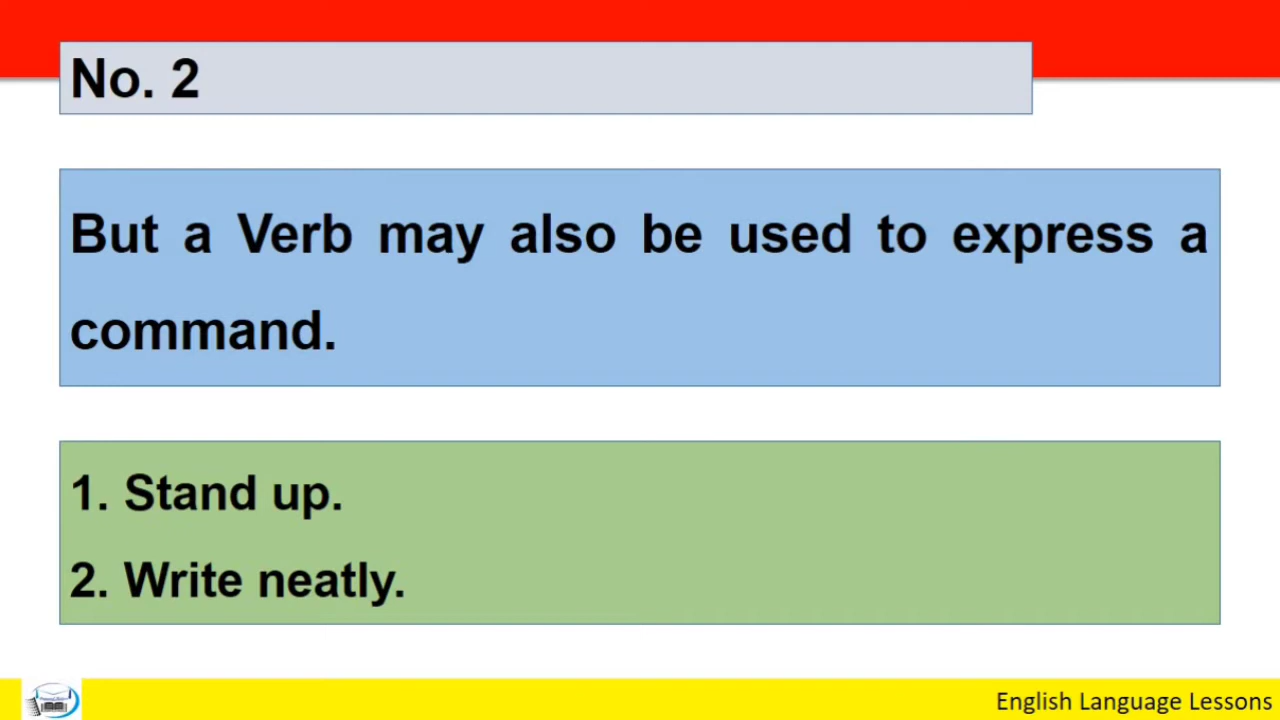 No. 2
But a Verb may also be used to express a
command.
1. Stand up.
2. Write neatly.
English Language Lessons